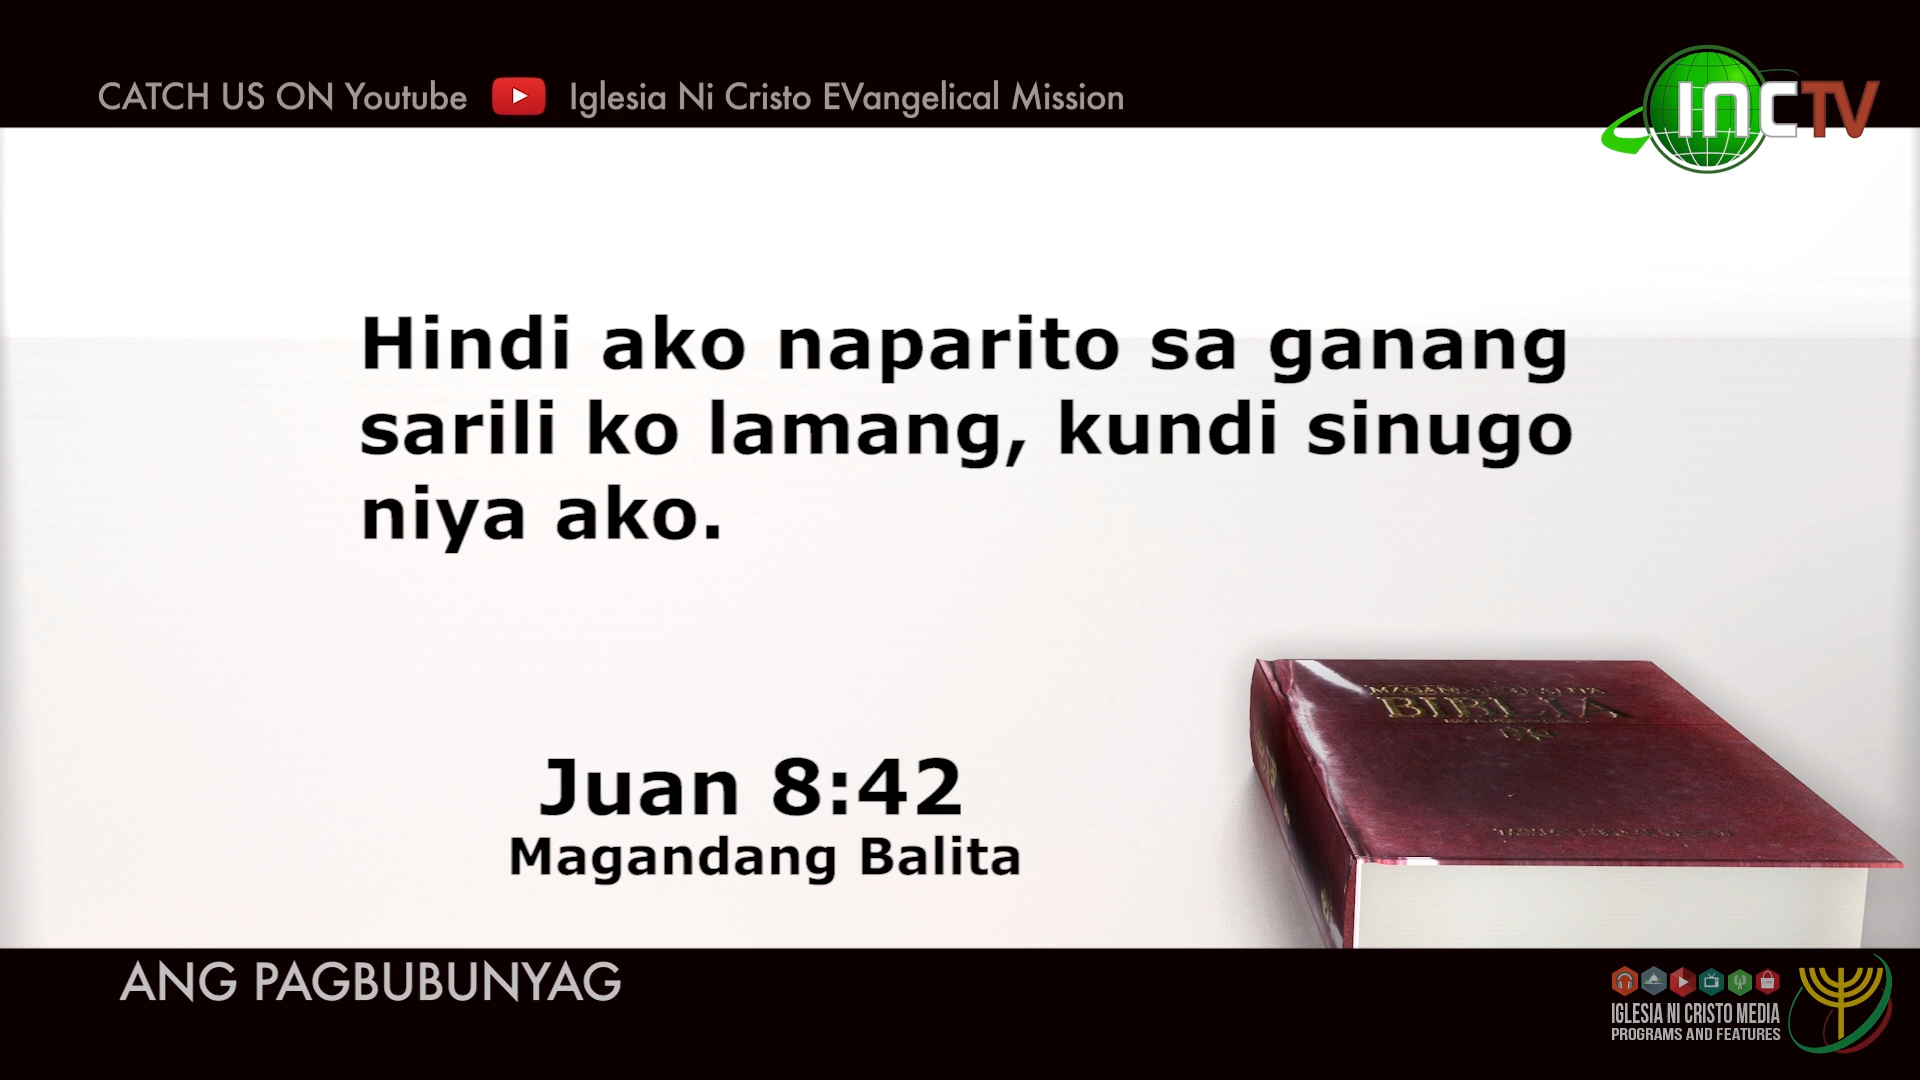 CATCH US ON Youtube Iglesia Ni Cristo EVangelical Mission
INCTV
Hindi ako naparito sa ganang
sarili ko lamang, kundi sinugo
niya ako.
BIBLIA
Juan 8:42
Magandang Balita
ANG PAGBUBUNYAG
IGLESIA NI CRISTO MEDIA
PROGRAMS AND FEATURES